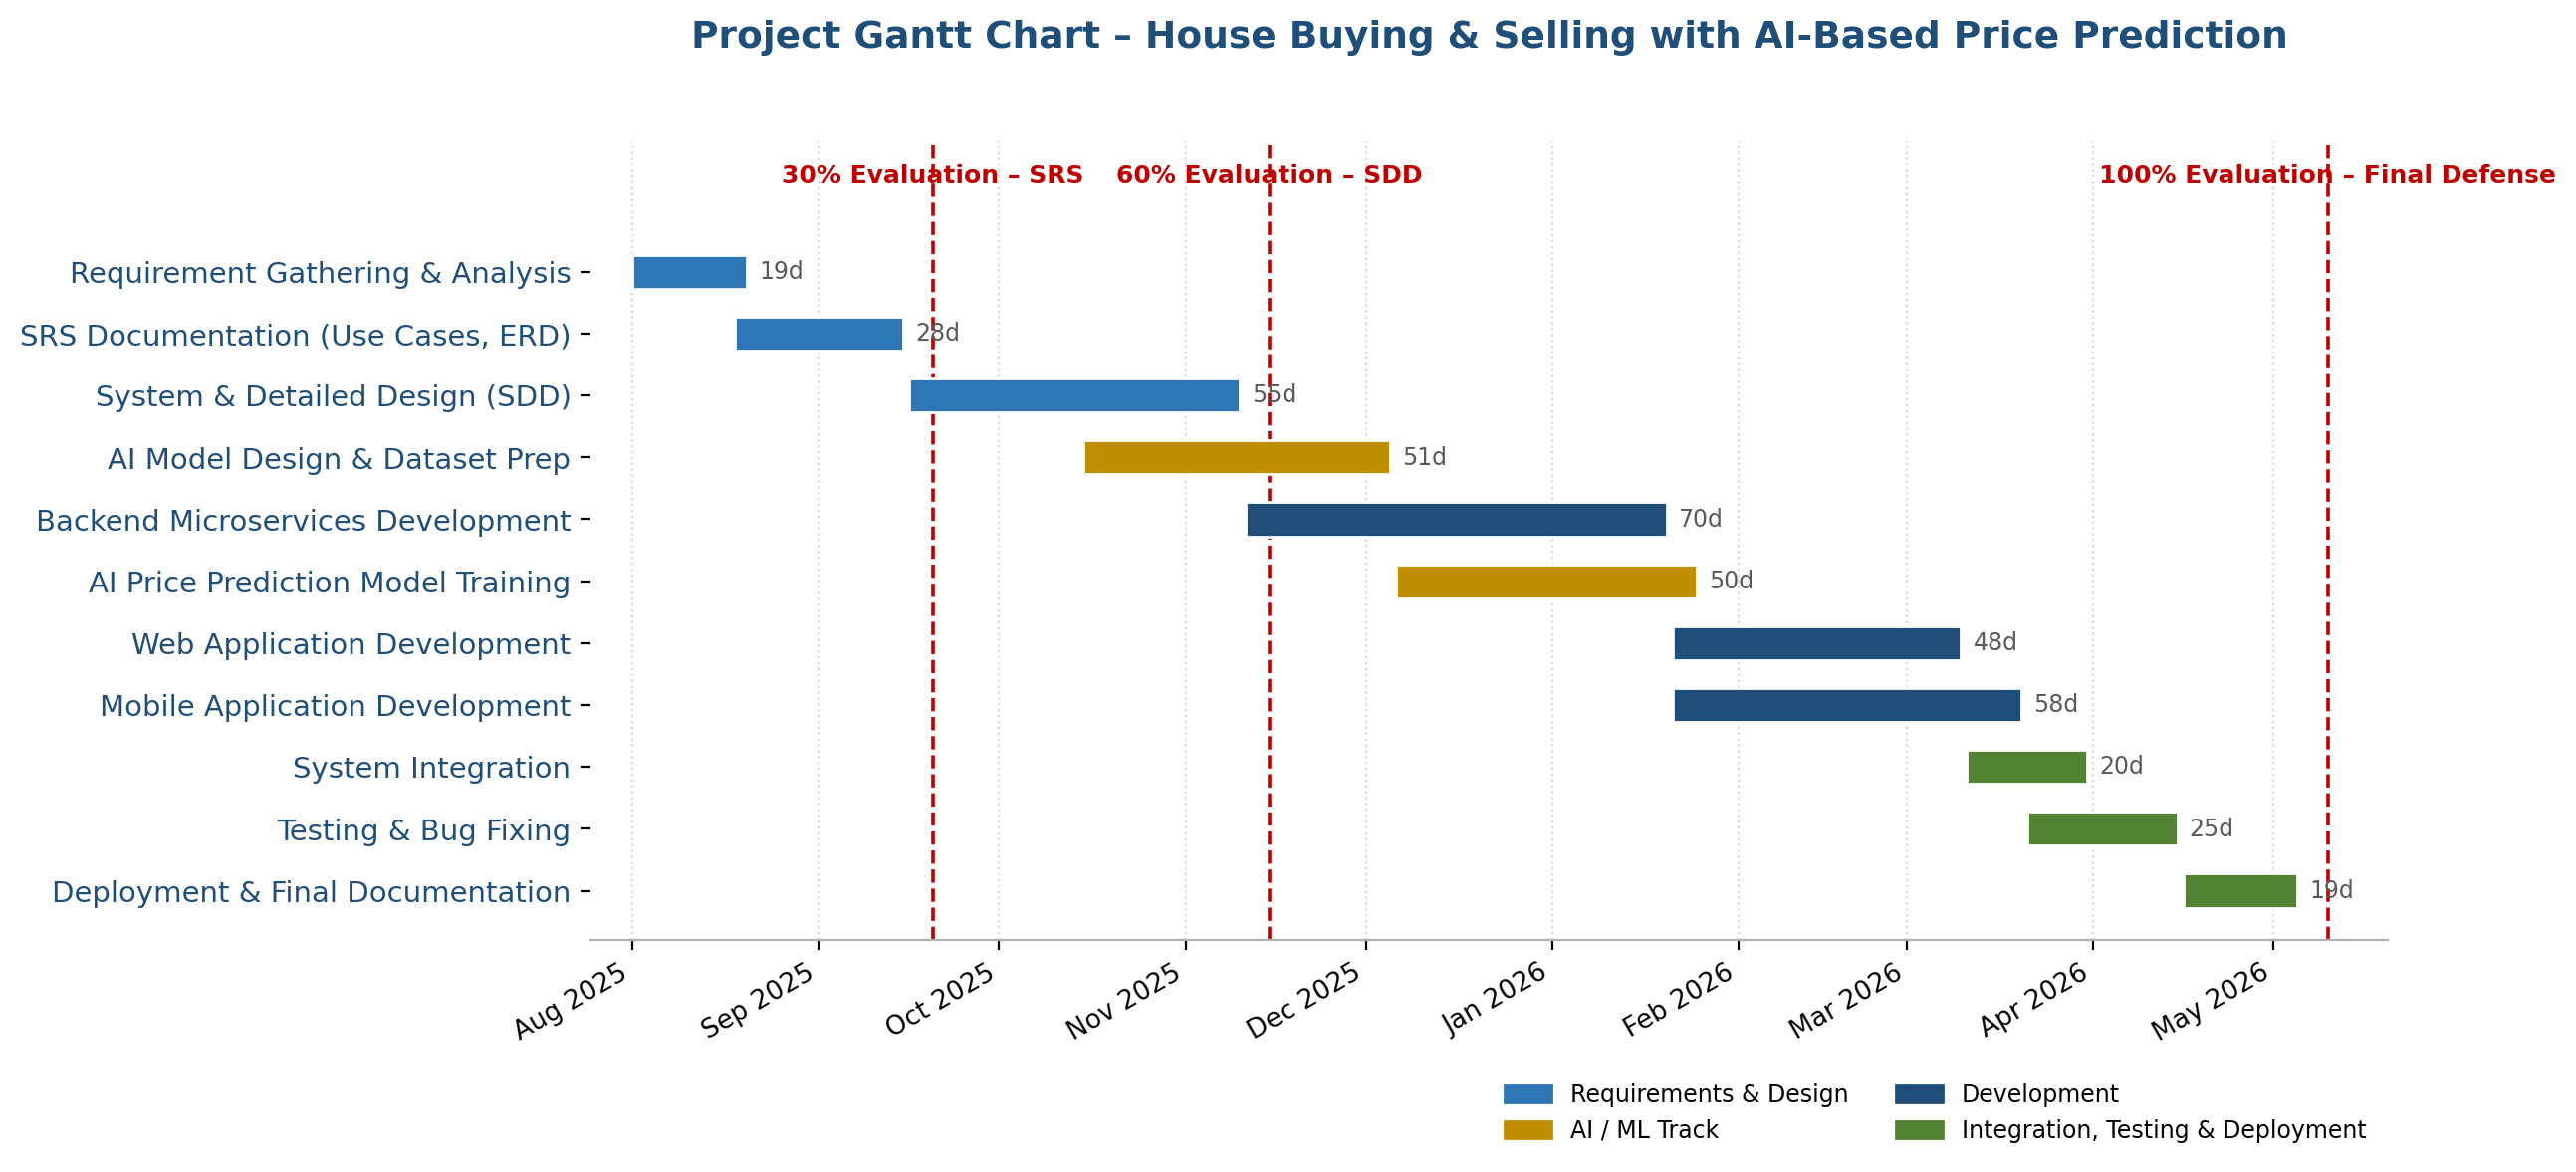 Project Gantt Chart – House Buying & Selling with AI-Based Price Prediction
30% Evaluation – SRS
60% Evaluation – SDD
100% Evaluation – Final Defense
Requirement Gathering & Analysis
19d
SRS Documentation (Use Cases, ERD)
28d
System & Detailed Design (SDD)
55d
AI Model Design & Dataset Prep
51d
Backend Microservices Development
70d
AI Price Prediction Model Training
50d
Web Application Development
48d
Mobile Application Development
58d
System Integration
20d
Testing & Bug Fixing
25d
Deployment & Final Documentation
19d
Aug 2025
Sep 2025
Oct 2025
Nov 2025
Dec 2025
Jan 2026
Feb 2026
Mar 2026
Apr 2026
May 2026
Requirements & Design
AI / ML Track
Development
Integration, Testing & Deployment